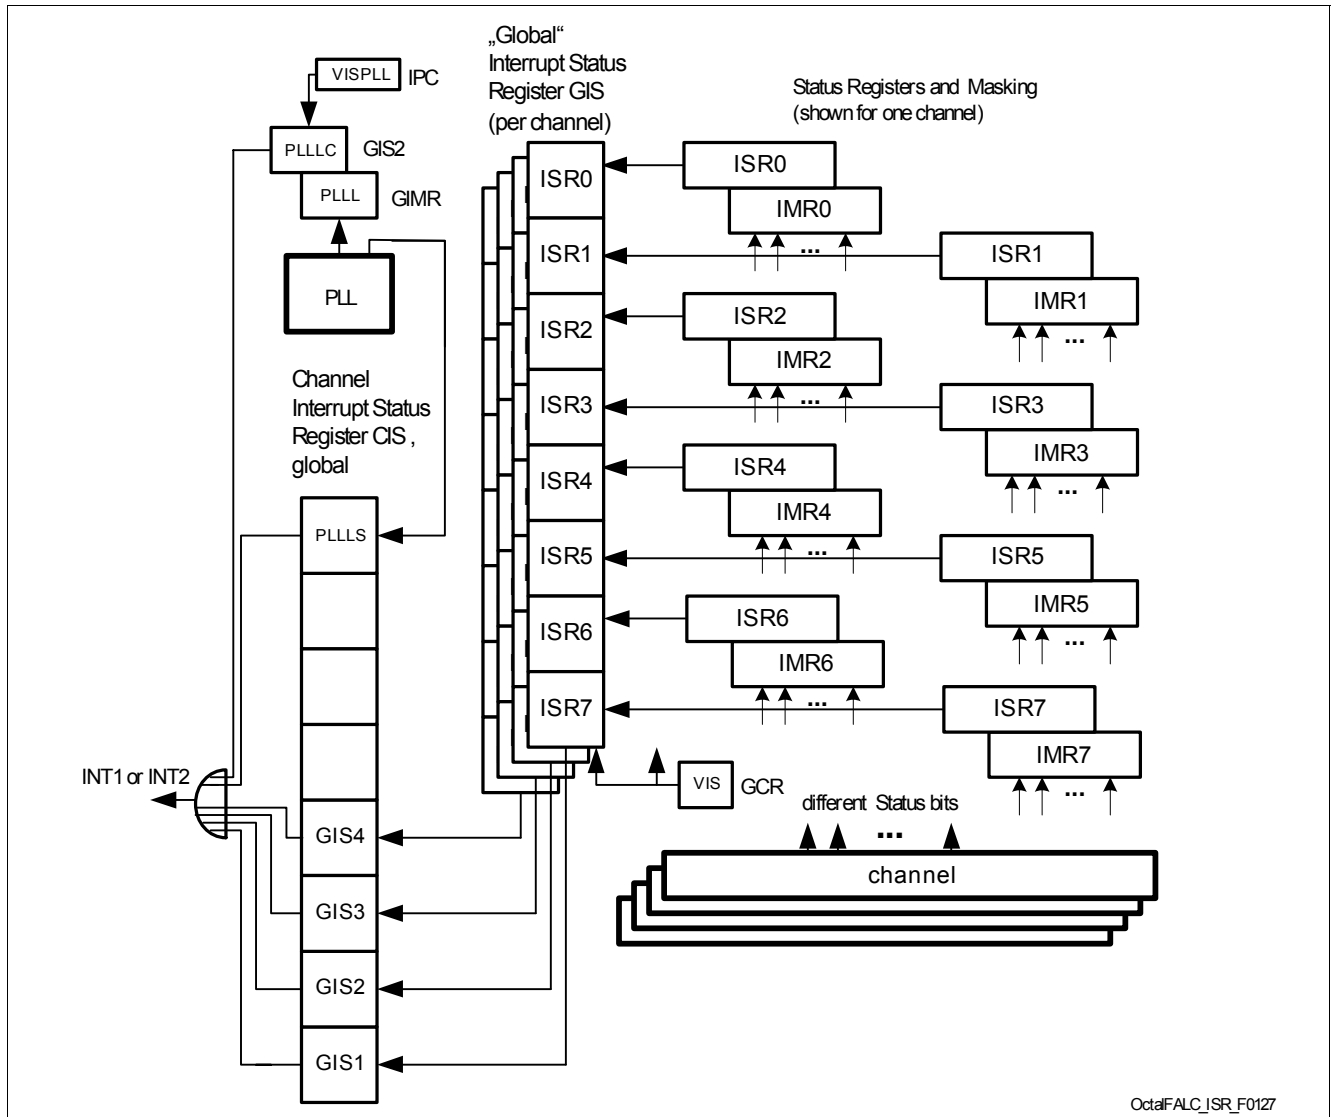 „Global“
Interrupt Status
Register GIS
(per channel)
VISPLL IPC
Status Registers and Masking
(shown for one channel)
PLLLC GIS2
PLLL GIMR
PLL
ISR0
ISR1
ISR2
ISR3
ISR4
ISR5
ISR6
ISR7
ISR0
IMR0
...
ISR1
IMR1
...
ISR2
IMR2
...
ISR3
IMR3
...
ISR4
IMR4
...
ISR5
IMR5
...
ISR6
IMR6
...
ISR7
IMR7
...
Channel
Interrupt Status
Register CIS ,
global
PLLLS
INT1 or INT2
GIS4
GIS3
GIS2
GIS1
VIS GCR
different Status bits
...
channel
OctalFALC_ISR_F0127